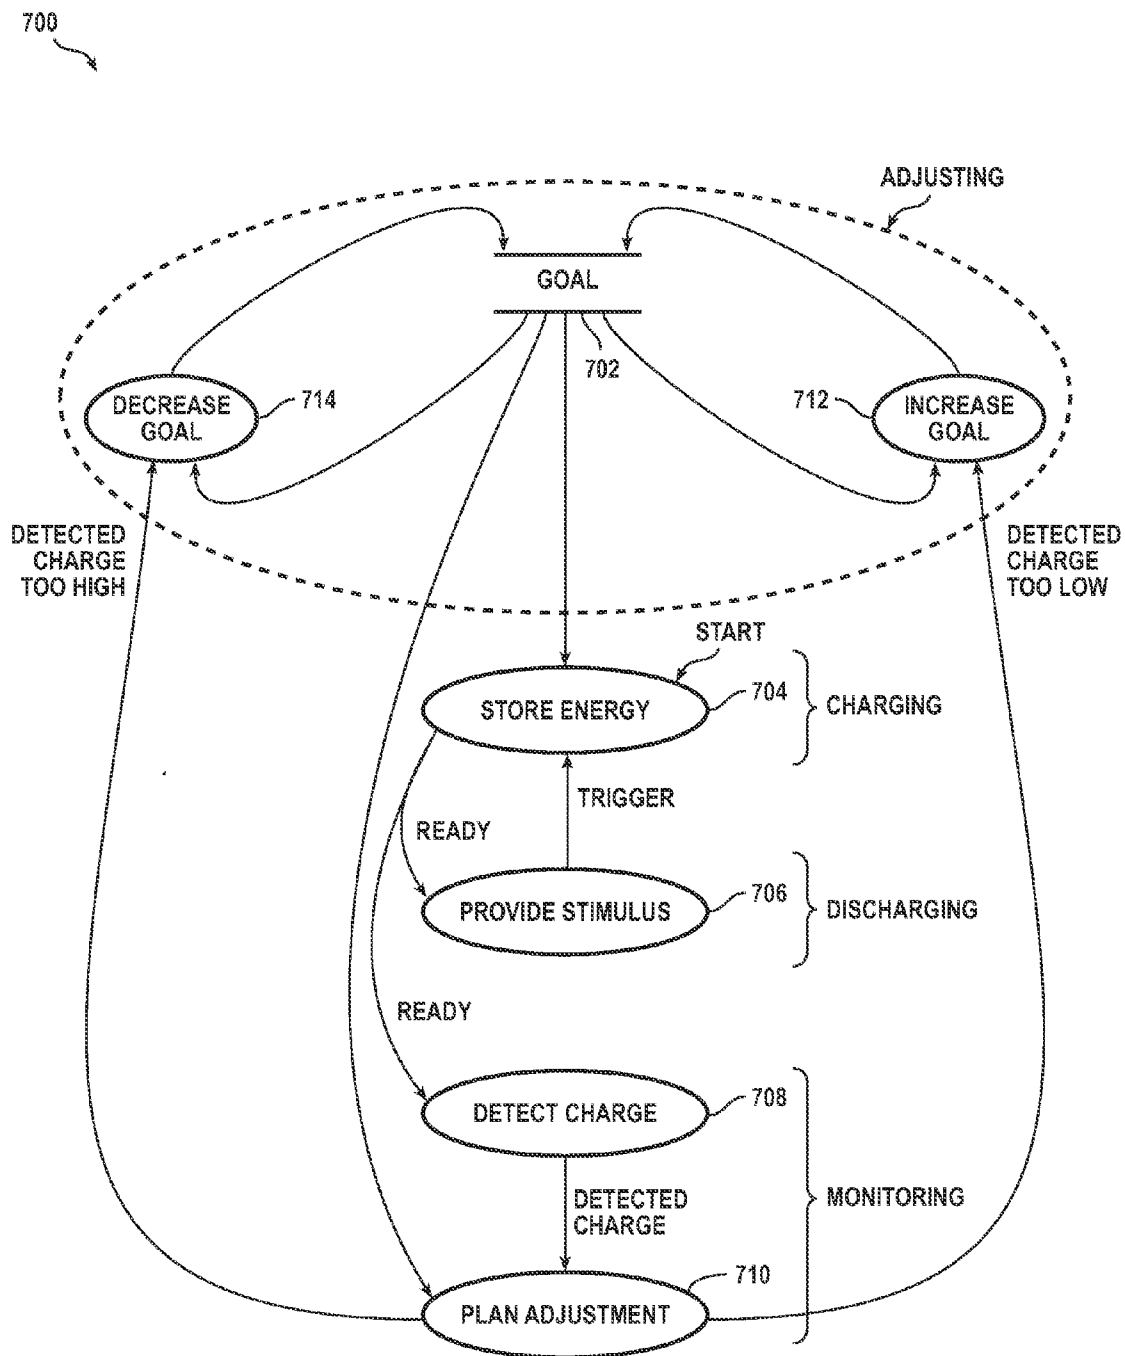 700
ADJUSTING
GOAL
702
DECREASE
GOAL
714
712
INCREASE
GOAL
DETECTED
CHARGE
TOO HIGH
DETECTED
CHARGE
TOO LOW
START
STORE ENERGY
704
CHARGING
TRIGGER
READY
PROVIDE STIMULUS
706
DISCHARGING
READY
DETECT CHARGE
708
DETECTED
CHARGE
MONITORING
710
PLAN ADJUSTMENT